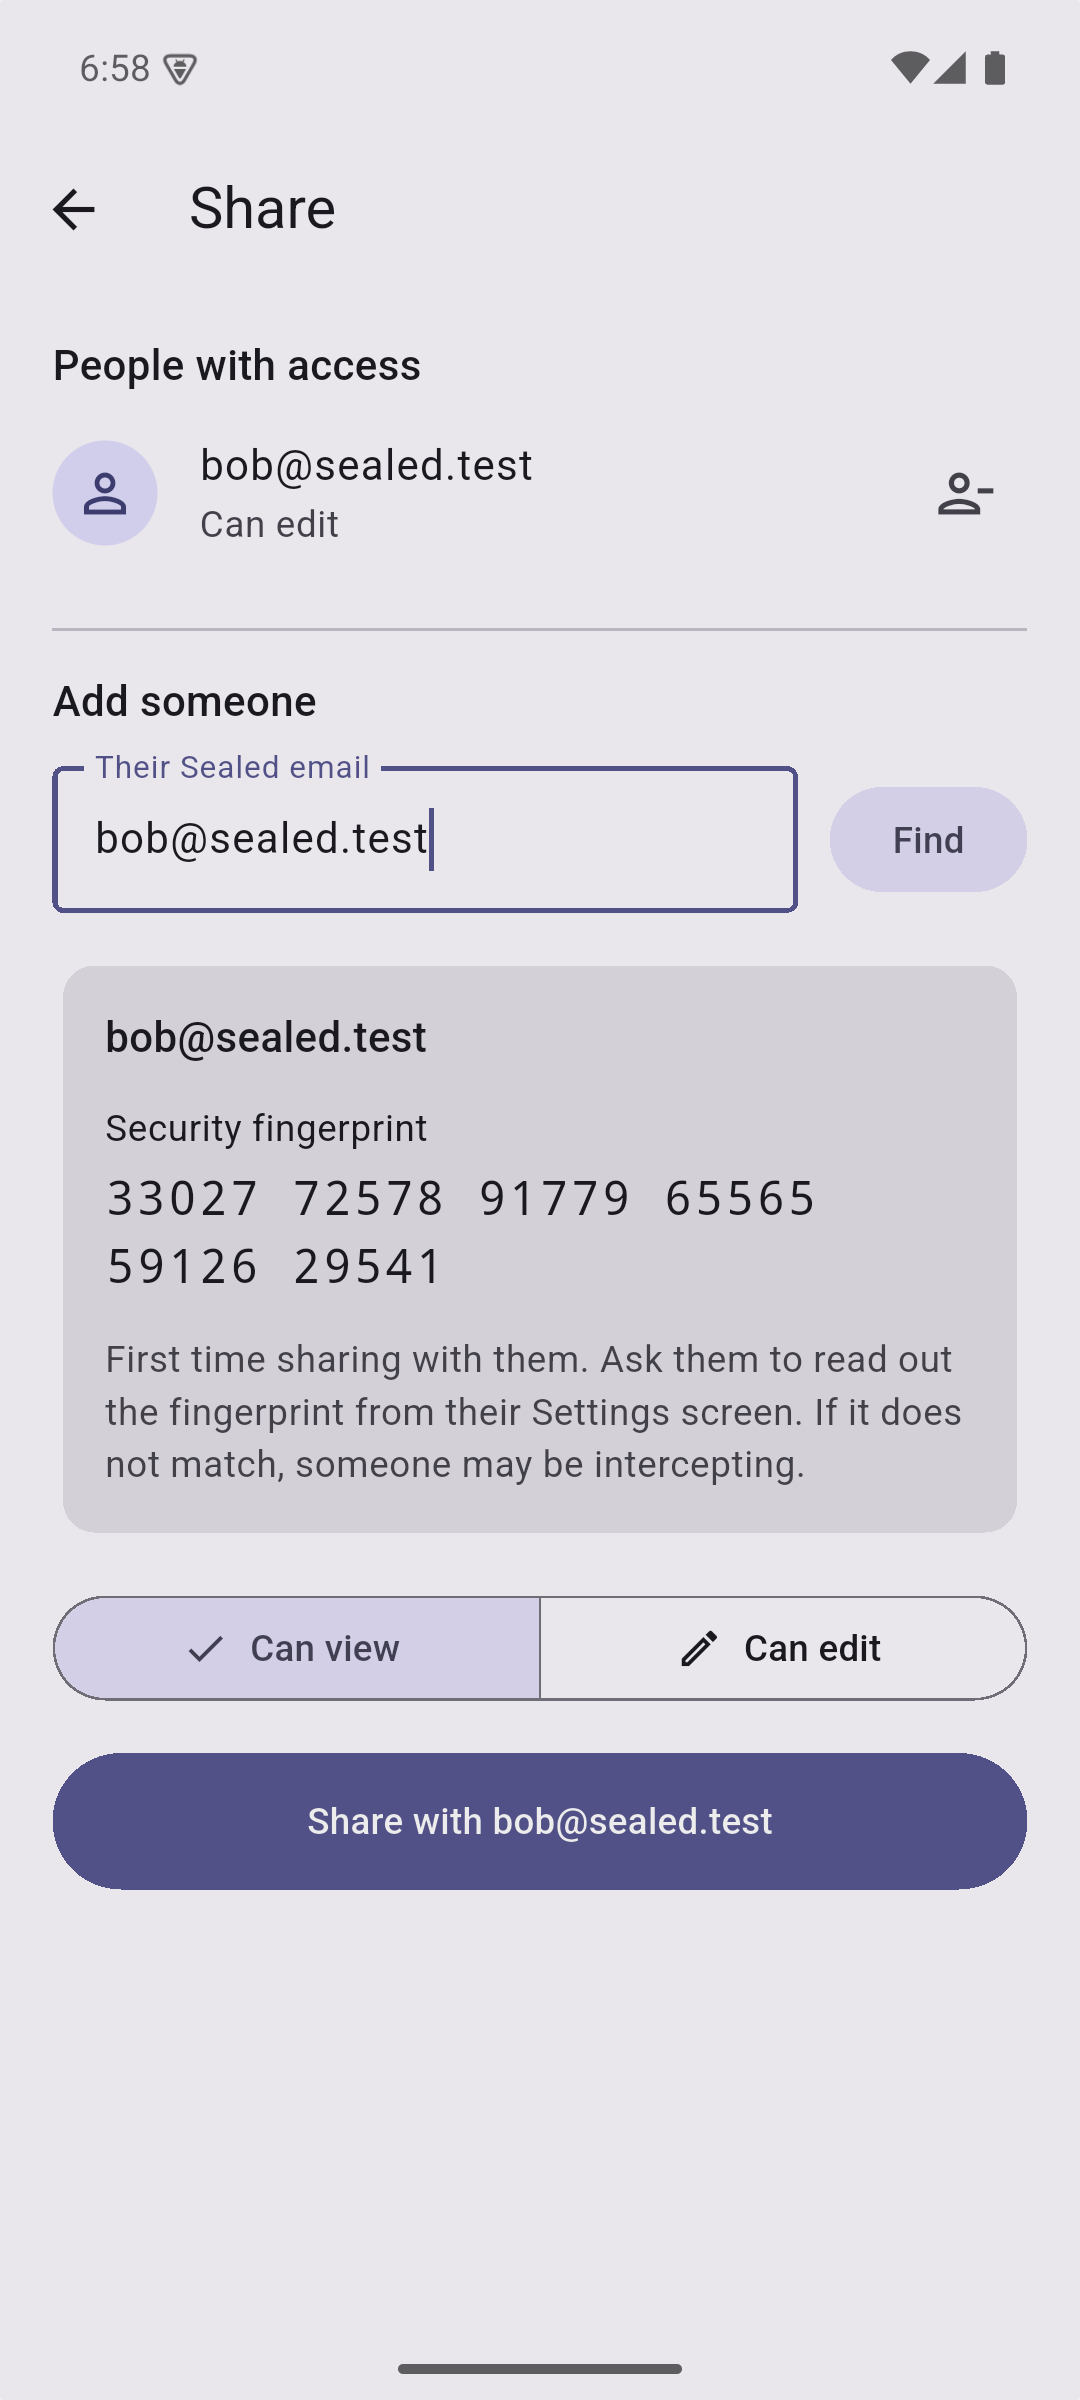 6:58
Share
People with access
bob@sealed.test
Can edit
Add someone
Their Sealed email
bob@sealed.test
Find
bob@sealed.test
Security fingerprint
33027 72578 91779 65565
59126 29541
First time sharing with them. Ask them to read out
the fingerprint from their Settings screen. If it does
not match, someone may be intercepting.
Can view
Can edit
Share with bob@sealed.test